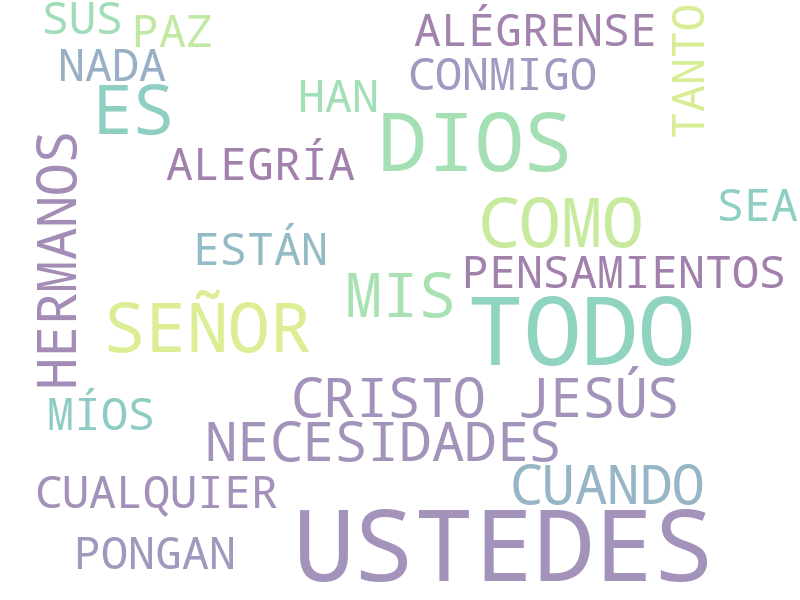 SUS
PAZ
ALÉGRENSE
TANTO
NADA
CONMIGO
ES
HAN
DIOS
HERMANOS
ALEGRÍA
SEA
COMO
ESTÁN
PENSAMIENTOS
MIS
SEÑOR
TODO
CRISTO JESÚS
MÍOS
NECESIDADES
CUALQUIER
CUANDO
PONGAN
USTEDES